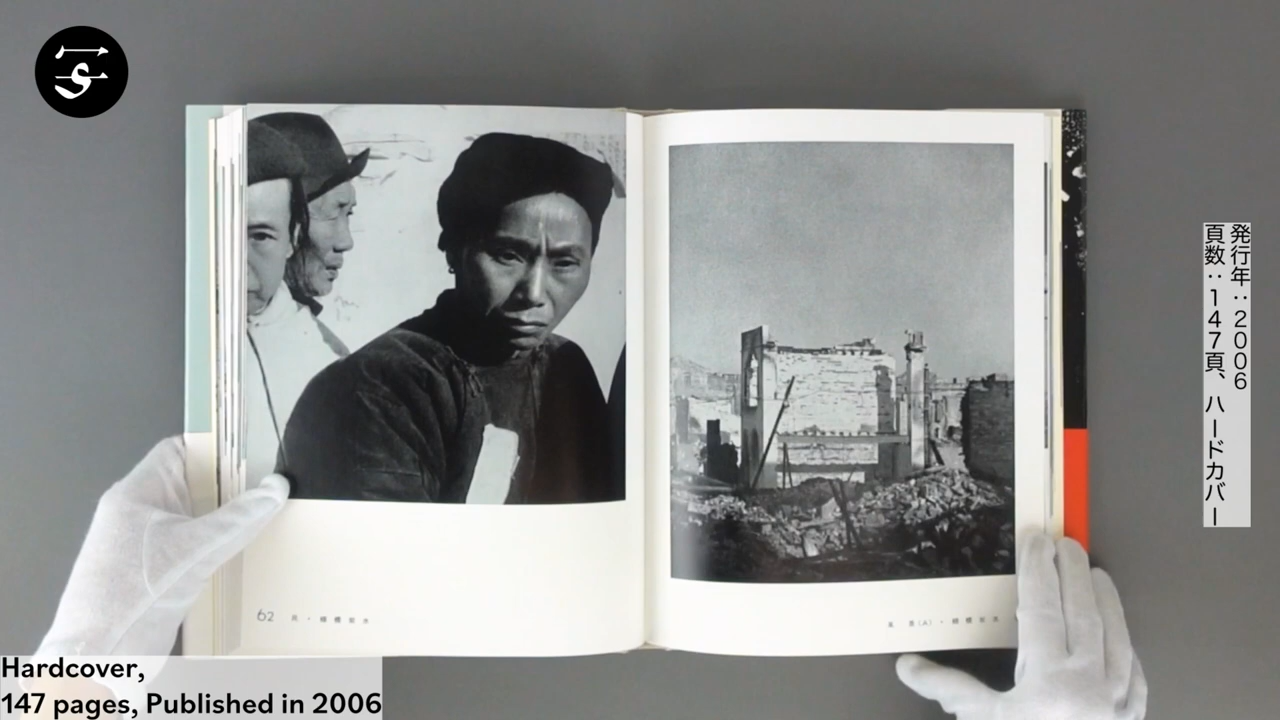 発行年：2006
頁数：147頁、ハードカバー
62
Hardcover,
147 pages, Published in 2006